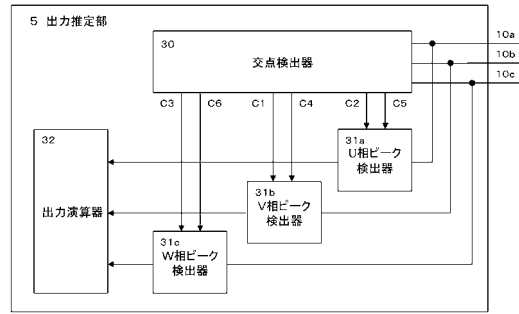 5 出力推定部
30
交点検出器
10a
10b
10c
C3
C6
C1
C4
C2
C5
31a
U相ピーク
検出器
31b
V相ピーク
検出器
31c
W相ピーク
検出器
32
出力演算器